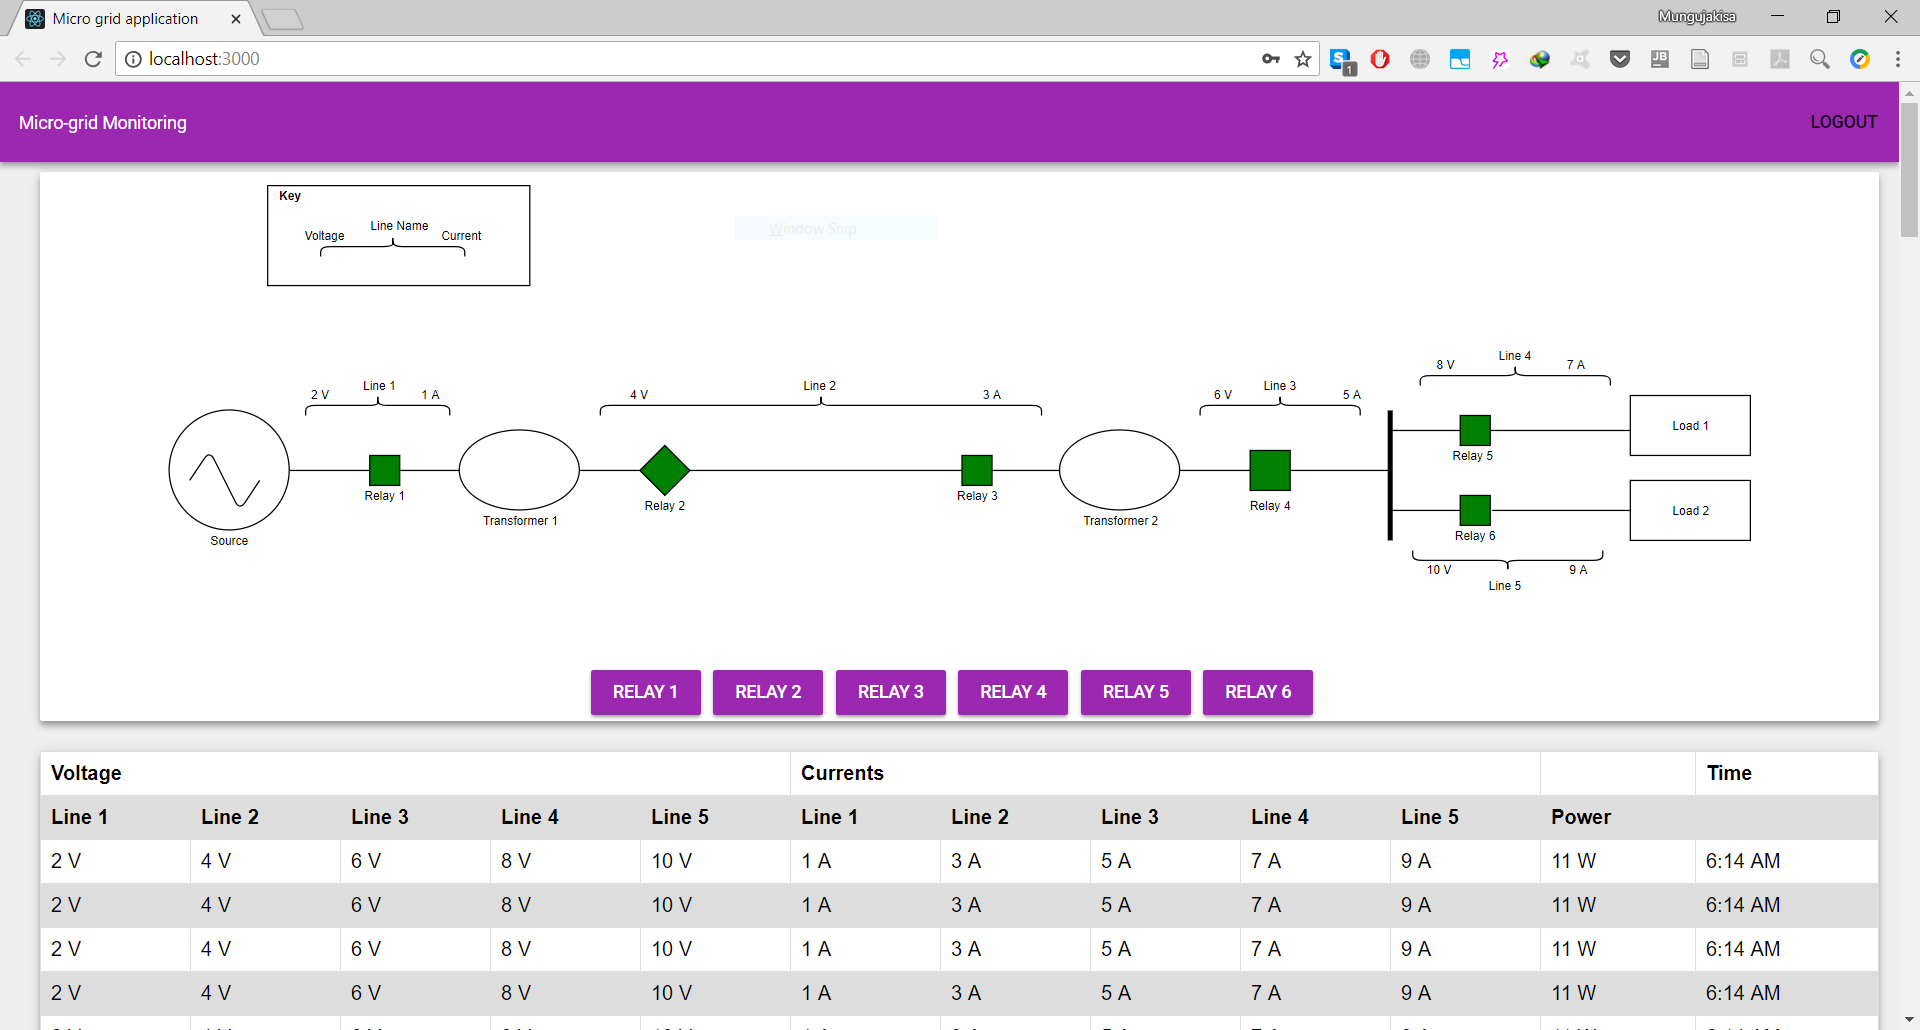 Micro grid application
Mungujakisa
localhost:3000
1
JB
Micro-grid Monitoring
LOGOUT
Key
Voltage Line Name Current
Window Snip
2 V Line 1 1 A
4 V Line 2 3 A
6 V Line 3 5 A
8 V Line 4 7 A
Relay 1
Relay 2
Relay 3
Relay 4
Relay 5
Relay 6
Load 1
Load 2
Source
Transformer 1
Transformer 2
10 V Line 5 9 A
RELAY 1 RELAY 2 RELAY 3 RELAY 4 RELAY 5 RELAY 6
Voltage Currents Time
Line 1 Line 2 Line 3 Line 4 Line 5 Line 1 Line 2 Line 3 Line 4 Line 5 Power
2 V 4 V 6 V 8 V 10 V 1 A 3 A 5 A 7 A 9 A 11 W 6:14 AM
2 V 4 V 6 V 8 V 10 V 1 A 3 A 5 A 7 A 9 A 11 W 6:14 AM
2 V 4 V 6 V 8 V 10 V 1 A 3 A 5 A 7 A 9 A 11 W 6:14 AM
2 V 4 V 6 V 8 V 10 V 1 A 3 A 5 A 7 A 9 A 11 W 6:14 AM